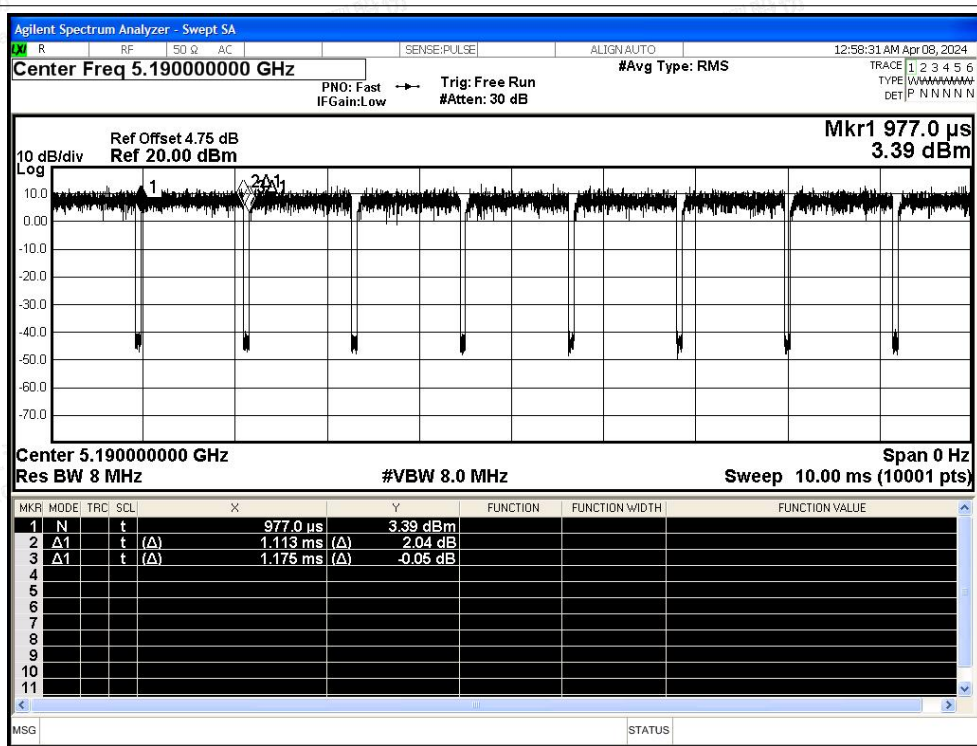 Agilent Spectrum Analyzer - Swept SA
LXI R RF 50 Ω AC SENSE:PULSE ALIGN AUTO 12:58:31 AM Apr 08, 2024
Center Freq 5.190000000 GHz #Avg Type: RMS TRACE 1 2 3 4 5 6
PNO: Fast Trig: Free Run TYPE WWWWWW
IFGain:Low #Atten: 30 dB DET P N N N N N
Mkr1 977.0 µs
Ref Offset 4.75 dB
10 dB/div Ref 20.00 dBm 3.39 dBm
Log
1 2Δ1
10.0
0.00
-10.0
-20.0
-30.0
-40.0
-50.0
-60.0
-70.0
Center 5.190000000 GHz Span 0 Hz
Res BW 8 MHz #VBW 8.0 MHz Sweep 10.00 ms (10001 pts)
MKR MODE TRC SCL X Y FUNCTION FUNCTION WIDTH FUNCTION VALUE
1 N t 977.0 µs 3.39 dBm
2 Δ1 t (Δ) 1.113 ms (Δ) 2.04 dB
3 Δ1 t (Δ) 1.175 ms (Δ) -0.05 dB
4
5
6
7
8
9
10
11
MSG STATUS